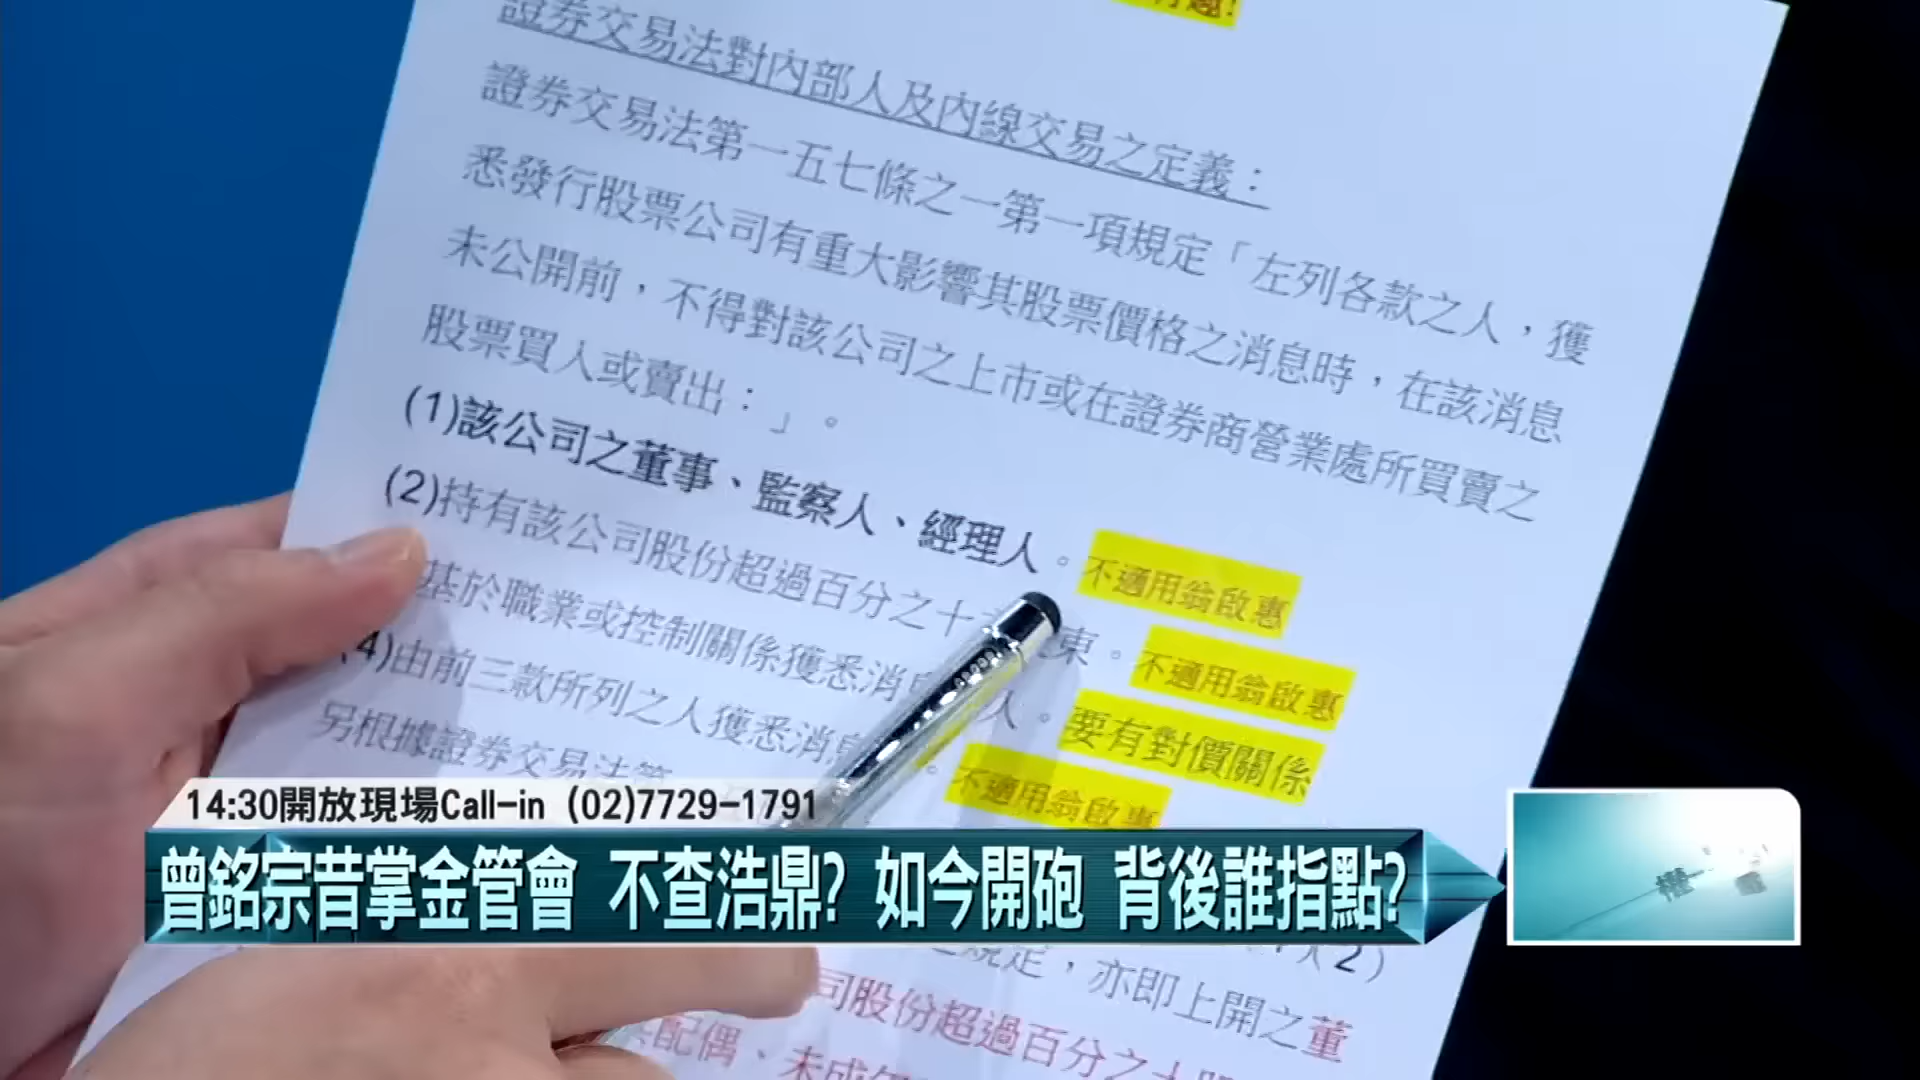 證券交易法對內部人及內線交易之定義：
證券交易法第一五七條之一第一項規定「左列各款之人，獲
悉發行股票公司有重大影響其股票價格之消息時，在該消息
未公開前，不得對該公司之上市或在證券商營業處所買賣之
股票買入或賣出：」。
(1)該公司之董事、監察人、經理人。不適用翁啟惠
(2)持有該公司股份超過百分之十 東。不適用翁啟惠
基於職業或控制關係獲悉消 人。要有對價關係
(4)由前三款所列之人獲悉消息 。不適用翁啟惠
另根據證券交易法第
14:30開放現場Call-in (02)7729-1791
曾銘宗昔掌金管會 不查浩鼎? 如今開砲 背後誰指點?
規定，亦即上開之董
司股份超過百分之十
配偶、未成年